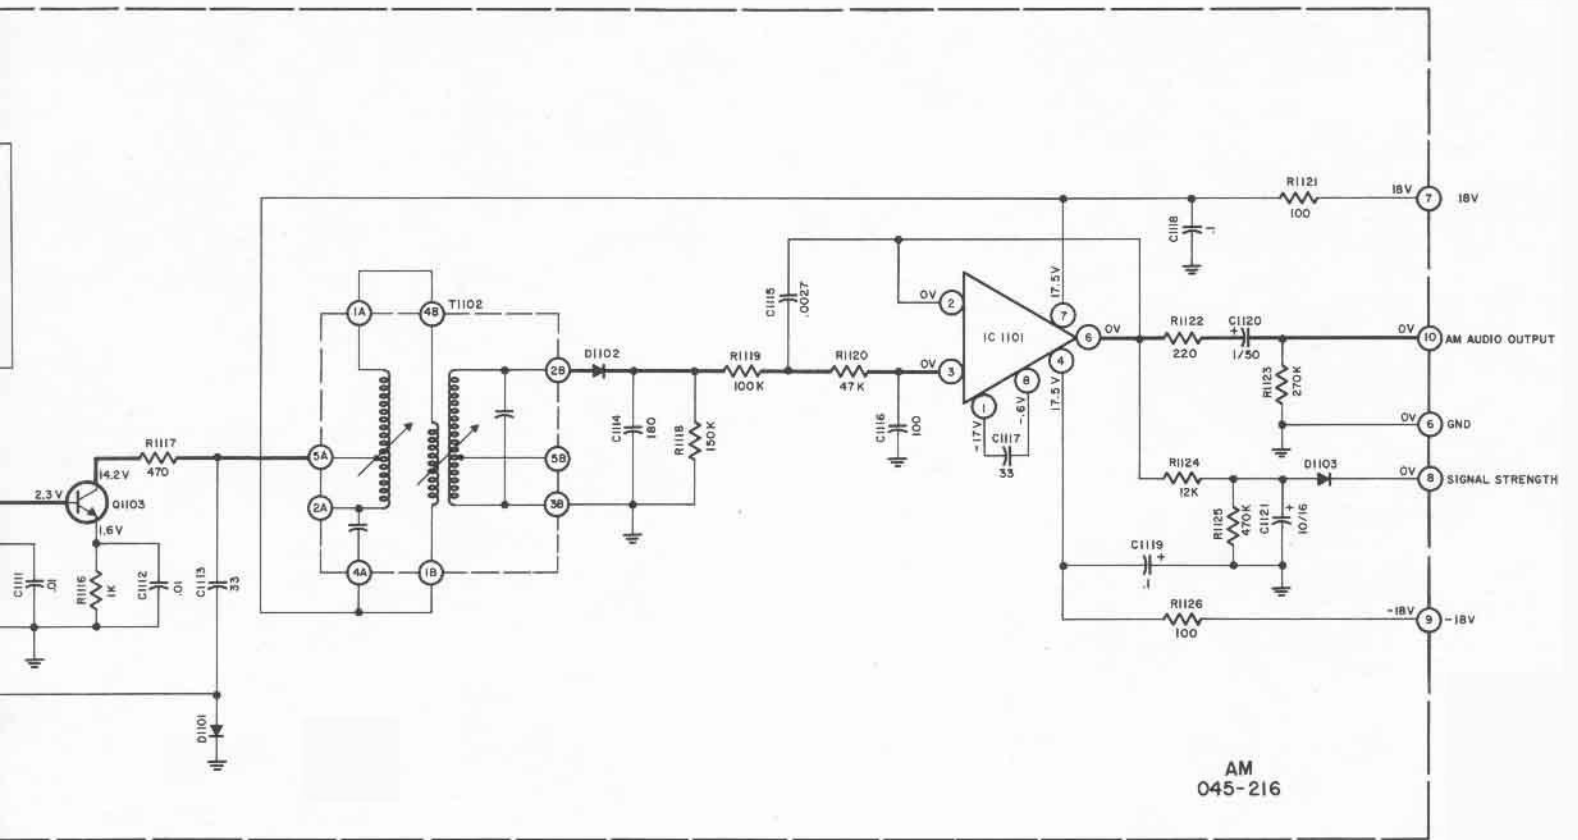 R1121
100
18V
7
18V
C1118
.1
C1115
.0027
17.5V
1A
4B
T1102
0V
2
7
IC 1101
6
0V
R1122
220
C1120
+
1/50
0V
10
AM AUDIO OUTPUT
2B
D1102
R1119
100K
R1120
47K
0V
3
4
17.5V
8
-.6V
1
-17V
C1117
33
R1123
270K
C1114
180
R1118
150K
C1116
100
0V
6
GND
R1117
470
5A
5B
R1124
12K
D1103
0V
8
SIGNAL STRENGTH
14.2V
2.3V
Q1103
1.6V
2A
3B
R1125
470K
C1121
+
10/16
C1111
.01
R1116
1K
C1112
.01
C1113
33
4A
1B
C1119
+
.1
R1126
100
-18V
9
-18V
D1101
AM
045-216